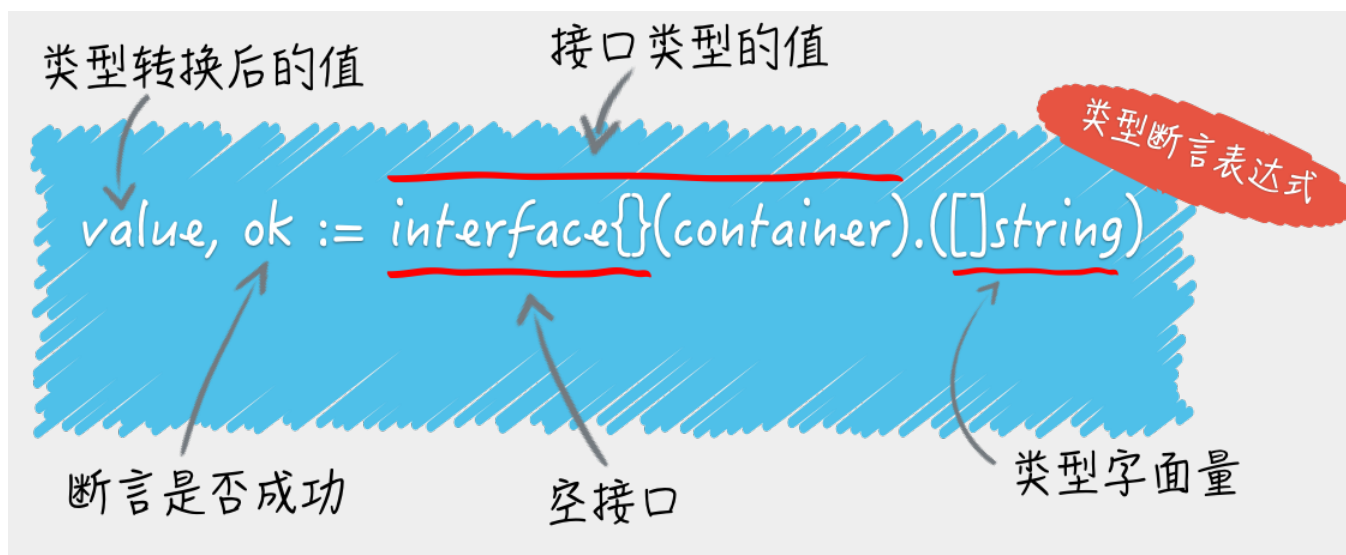 类型转换后的值
接口类型的值
类型断言表达式
value, ok := interface{}(container).([]string)
断言是否成功
空接口
类型字面量